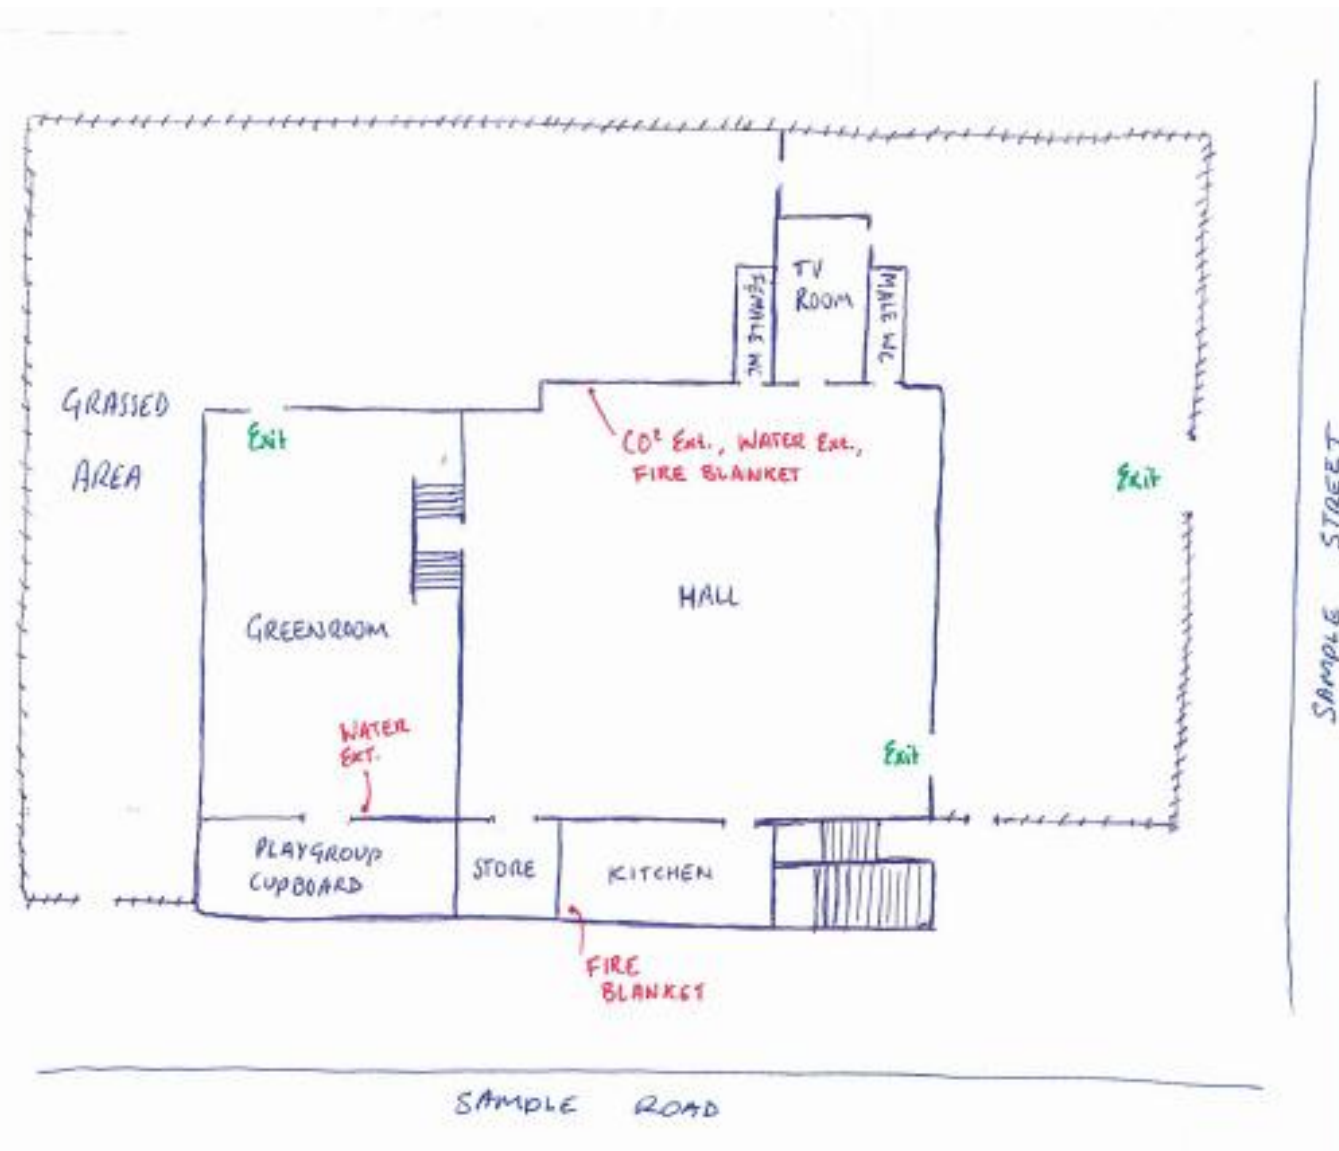 TV
ROOM
FEMALE WC
MALE WC
GRASSED
AREA
Exit
CO² Ext., WATER Ext.,
FIRE BLANKET
Exit
SAMPLE STREET
HALL
GREENROOM
WATER
EXT.
Exit
PLAYGROUP
CUPBOARD
STORE
KITCHEN
FIRE
BLANKET
SAMPLE ROAD